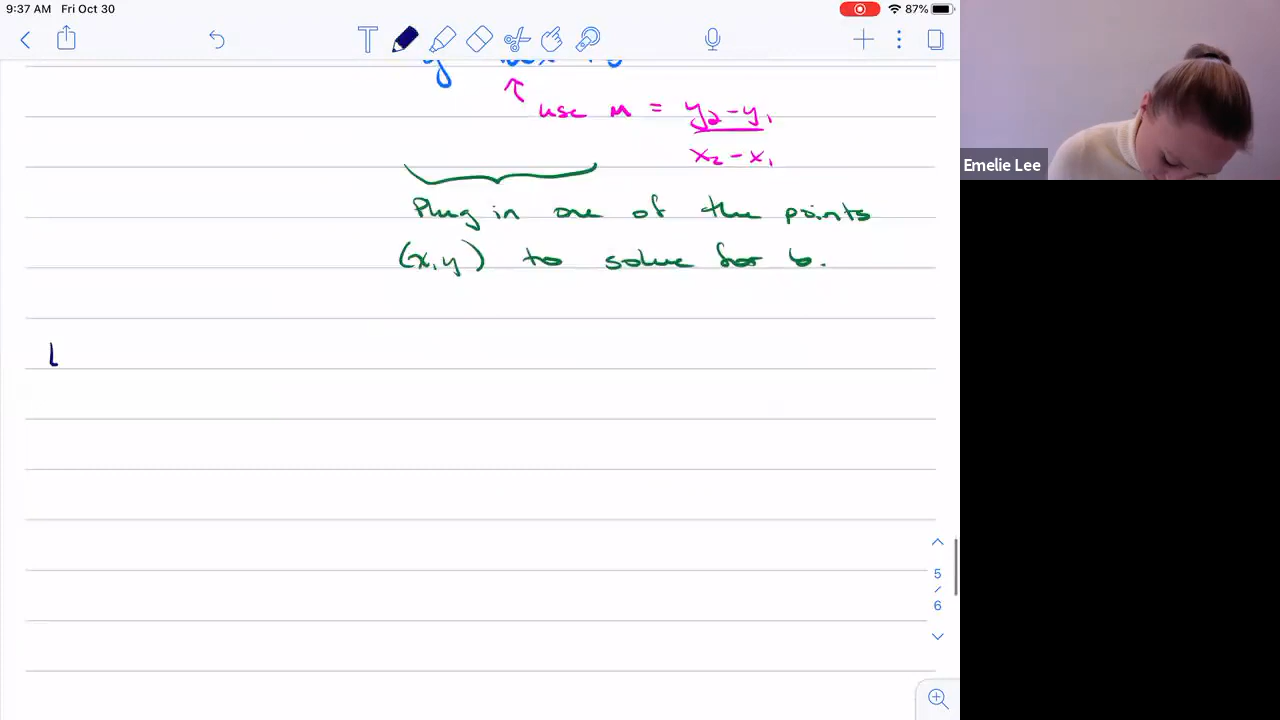 9:37 AM Fri Oct 30
87%
T
use m = y₂ - y₁
x₂ - x₁
Plug in one of the points
(x,y) to solve for b.
L
5
/
6
Emelie Lee